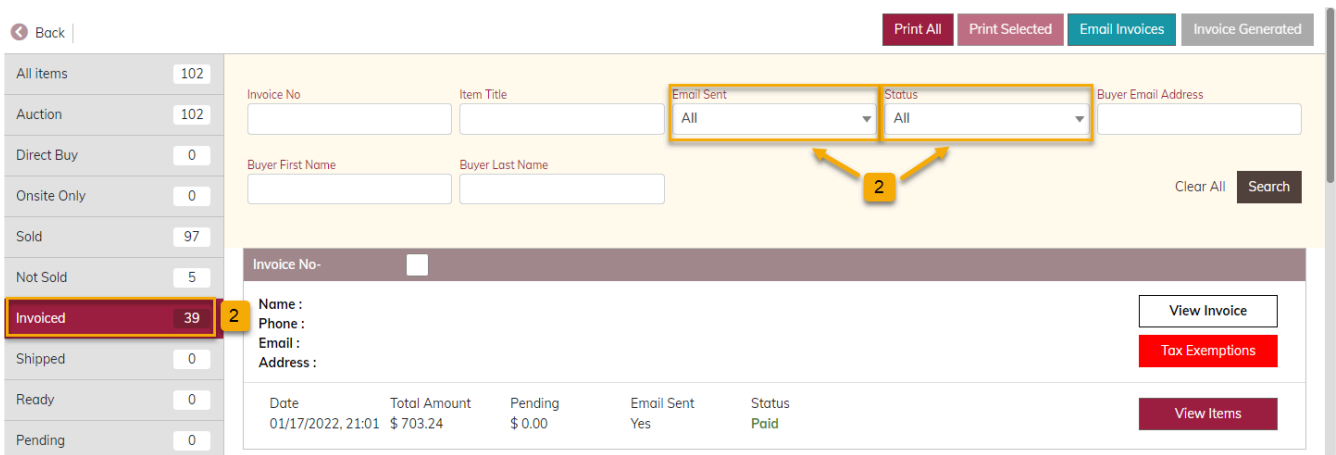 Back
Print All
Print Selected
Email Invoices
Invoice Generated
All items 102
Auction 102
Direct Buy 0
Onsite Only 0
Sold 97
Not Sold 5
Invoiced 39
2
Shipped 0
Ready 0
Pending 0
Invoice No
Item Title
Email Sent
Status
Buyer Email Address
All
All
Buyer First Name
Buyer Last Name
2
Clear All
Search
Invoice No-
Name :
Phone :
Email :
Address :
View Invoice
Tax Exemptions
Date Total Amount Pending Email Sent Status
01/17/2022, 21:01 $ 703.24 $ 0.00 Yes Paid
View Items